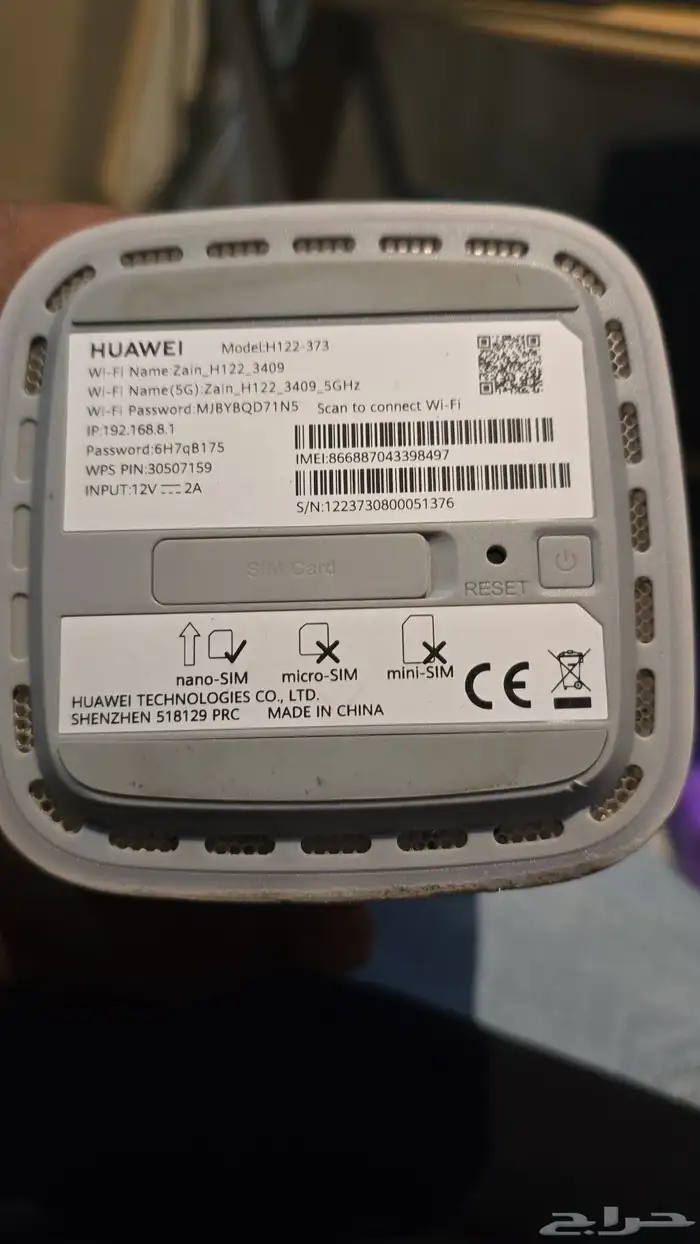 HUAWEI Model:H122-373
Wi-Fi Name:Zain_H122_3409
Wi-Fi Name(5G):Zain_H122_3409_5GHz
Wi-Fi Password:MJBYBQD71N5 Scan to connect Wi-Fi
IP:192.168.8.1
Password:6H7qB175
IMEI:866887043398497
WPS PIN:30507159
INPUT:12V 2A
S/N:1223730800051376
SIM Card
RESET
nano-SIM micro-SIM mini-SIM
HUAWEI TECHNOLOGIES CO., LTD.
SHENZHEN 518129 PRC MADE IN CHINA
CE
حراج